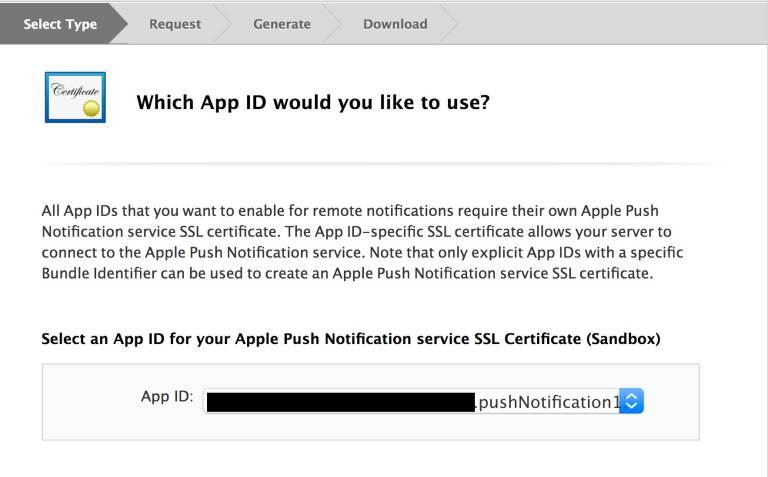 Select Type Request Generate Download
Certificate
Which App ID would you like to use?
All App IDs that you want to enable for remote notifications require their own Apple Push
Notification service SSL certificate. The App ID-specific SSL certificate allows your server to
connect to the Apple Push Notification service. Note that only explicit App IDs with a specific
Bundle Identifier can be used to create an Apple Push Notification service SSL certificate.
Select an App ID for your Apple Push Notification service SSL Certificate (Sandbox)
App ID: .pushNotification1